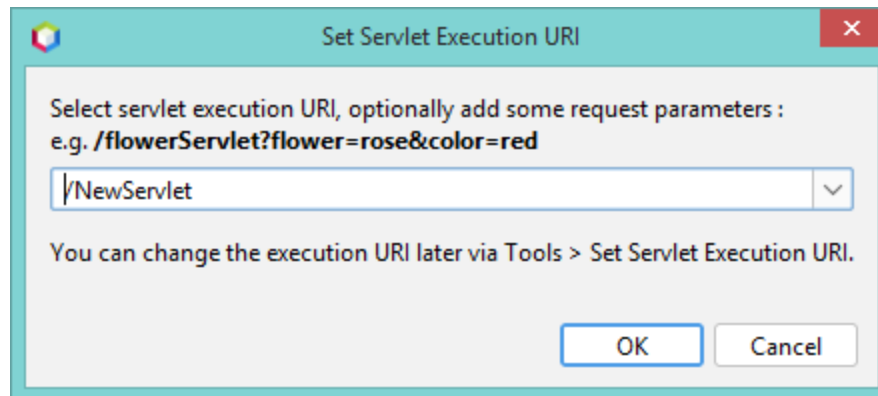 Set Servlet Execution URI
Select servlet execution URI, optionally add some request parameters :
e.g. /flowerServlet?flower=rose&color=red
/NewServlet
You can change the execution URI later via Tools > Set Servlet Execution URI.
OK Cancel